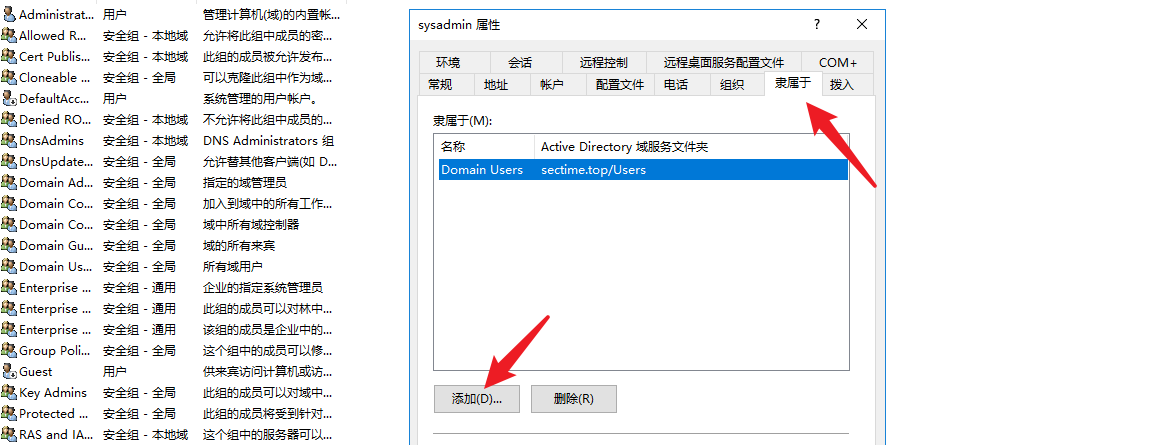 Administrat... 用户 管理计算机(域)的内置帐...
Allowed R... 安全组 - 本地域 允许将此组中成员的密...
Cert Publis... 安全组 - 本地域 此组的成员被允许发布...
Cloneable ... 安全组 - 全局 可以克隆此组中作为域...
DefaultAcc... 用户 系统管理的用户帐户。
Denied RO... 安全组 - 本地域 不允许将此组中成员的...
DnsAdmins 安全组 - 本地域 DNS Administrators 组
DnsUpdate... 安全组 - 全局 允许替其他客户端(如 D...
Domain Ad... 安全组 - 全局 指定的域管理员
Domain Co... 安全组 - 全局 加入到域中的所有工作...
Domain Co... 安全组 - 全局 域中所有域控制器
Domain Gu... 安全组 - 全局 域的所有来宾
Domain Us... 安全组 - 全局 所有域用户
Enterprise ... 安全组 - 通用 企业的指定系统管理员
Enterprise ... 安全组 - 通用 此组的成员可以对林中...
Enterprise ... 安全组 - 通用 该组的成员是企业中的...
Group Poli... 安全组 - 全局 这个组中的成员可以修...
Guest 用户 供来宾访问计算机或访...
Key Admins 安全组 - 全局 此组的成员可以对域中...
Protected ... 安全组 - 全局 此组的成员将受到针对...
RAS and IA... 安全组 - 本地域 这个组中的服务器可以...
sysadmin 属性 ?
环境 会话 远程控制 远程桌面服务配置文件 COM+
常规 地址 帐户 配置文件 电话 组织 隶属于 拨入
隶属于(M):
名称 Active Directory 域服务文件夹
Domain Users sectime.top/Users
添加(D)... 删除(R)